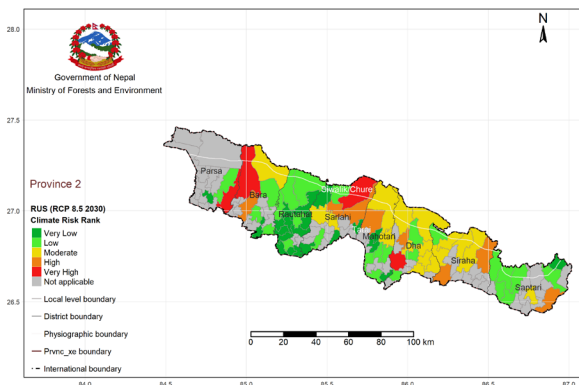 N
28.0
Government of Nepal
Ministry of Forests and Environment
27.5
Province 2
RUS (RCP 8.5 2030)
Climate Risk Rank
Very Low
Low
Moderate
High
Very High
Not applicable
Local level boundary
District boundary
Physiographic boundary
Prvnc_xe boundary
International boundary
27.0
26.5
Parsa
Bara
Rautahat
Siwalik/Chure
Sarlahi
Mahotari
Dha
Siraha
Saptari
0 20 40 60 80 100 km
84.0 84.5 85.0 85.5 86.0 86.5 87.0